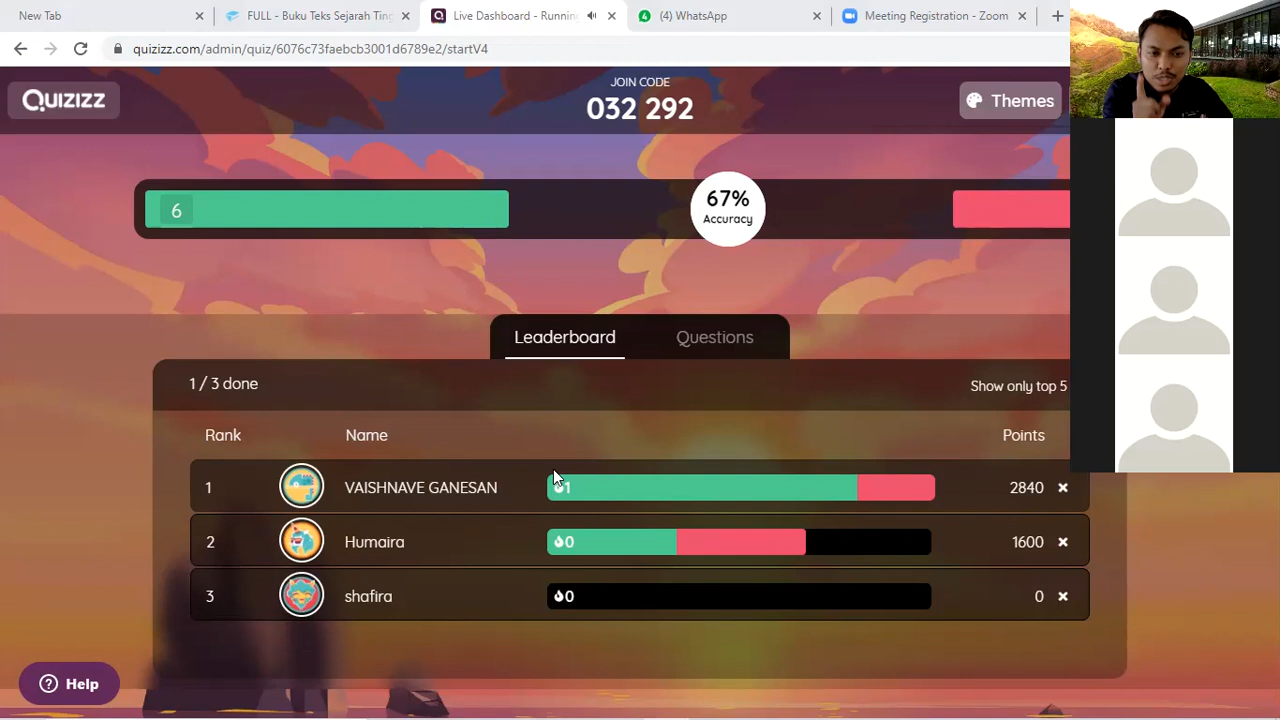 New Tab
FULL - Buku Teks Sejarah Ting
Live Dashboard - Runnin
(4) WhatsApp
Meeting Registration - Zoom
quizizz.com/admin/quiz/6076c73faebcb3001d6789e2/startV4
QUIZIZZ
JOIN CODE
032 292
Themes
6
67%
Accuracy
Leaderboard
Questions
1 / 3 done
Show only top 5
Rank Name Points
1 VAISHNAVE GANESAN 1 2840
2 Humaira 0 1600
3 shafira 0 0
Help